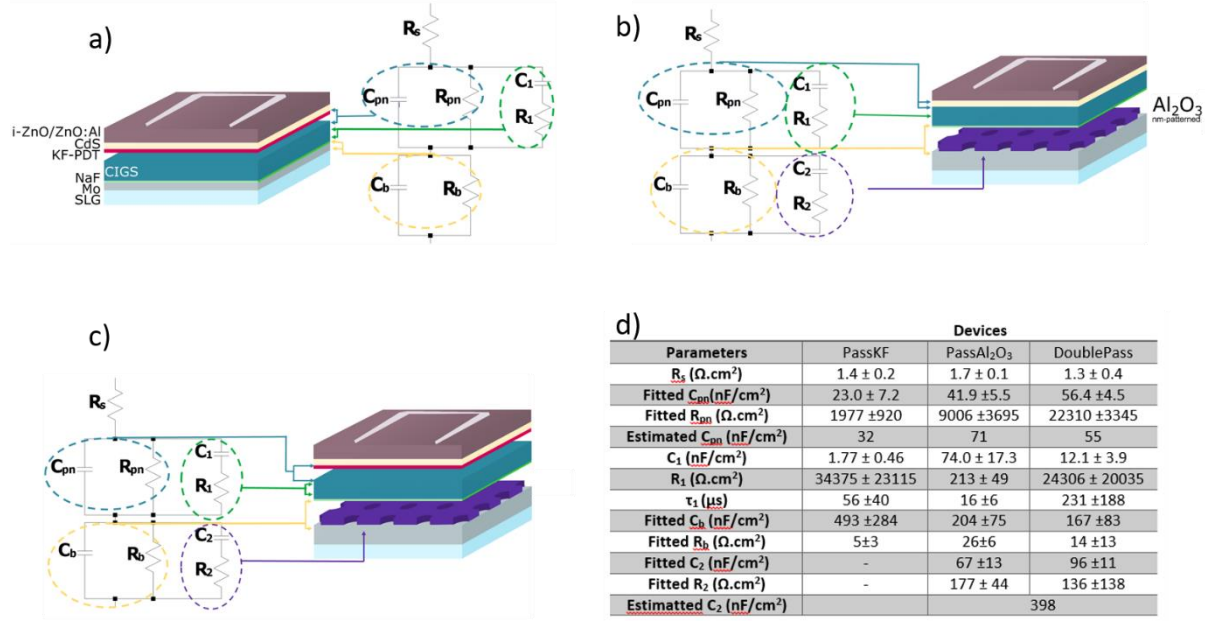 a)
Rs
Cpn
Rpn
C1
R1
Cb
Rb
i-ZnO/ZnO:Al
CdS
KF-PDT
CIGS
NaF
Mo
SLG
b)
Rs
Cpn
Rpn
C1
R1
Cb
Rb
C2
R2
Al2O3
nm-patterned
c)
Rs
Cpn
Rpn
C1
R1
Cb
Rb
C2
R2
d)
Devices
Parameters PassKF PassAl2O3 DoublePass
Rs (Ω.cm²) 1.4 ± 0.2 1.7 ± 0.1 1.3 ± 0.4
Fitted Cpn(nF/cm²) 23.0 ± 7.2 41.9 ±5.5 56.4 ±4.5
Fitted Rpn (Ω.cm²) 1977 ±920 9006 ±3695 22310 ±3345
Estimated Cpn (nF/cm²) 32 71 55
C1 (nF/cm²) 1.77 ± 0.46 74.0 ± 17.3 12.1 ± 3.9
R1 (Ω.cm²) 34375 ± 23115 213 ± 49 24306 ± 20035
τ1 (µs) 56 ±40 16 ±6 231 ±188
Fitted Cb (nF/cm²) 493 ±284 204 ±75 167 ±83
Fitted Rb (Ω.cm²) 5±3 26±6 14 ±13
Fitted C2 (nF/cm²) - 67 ±13 96 ±11
Fitted R2 (Ω.cm²) - 177 ± 44 136 ±138
Estimatted C2 (nF/cm²) 398